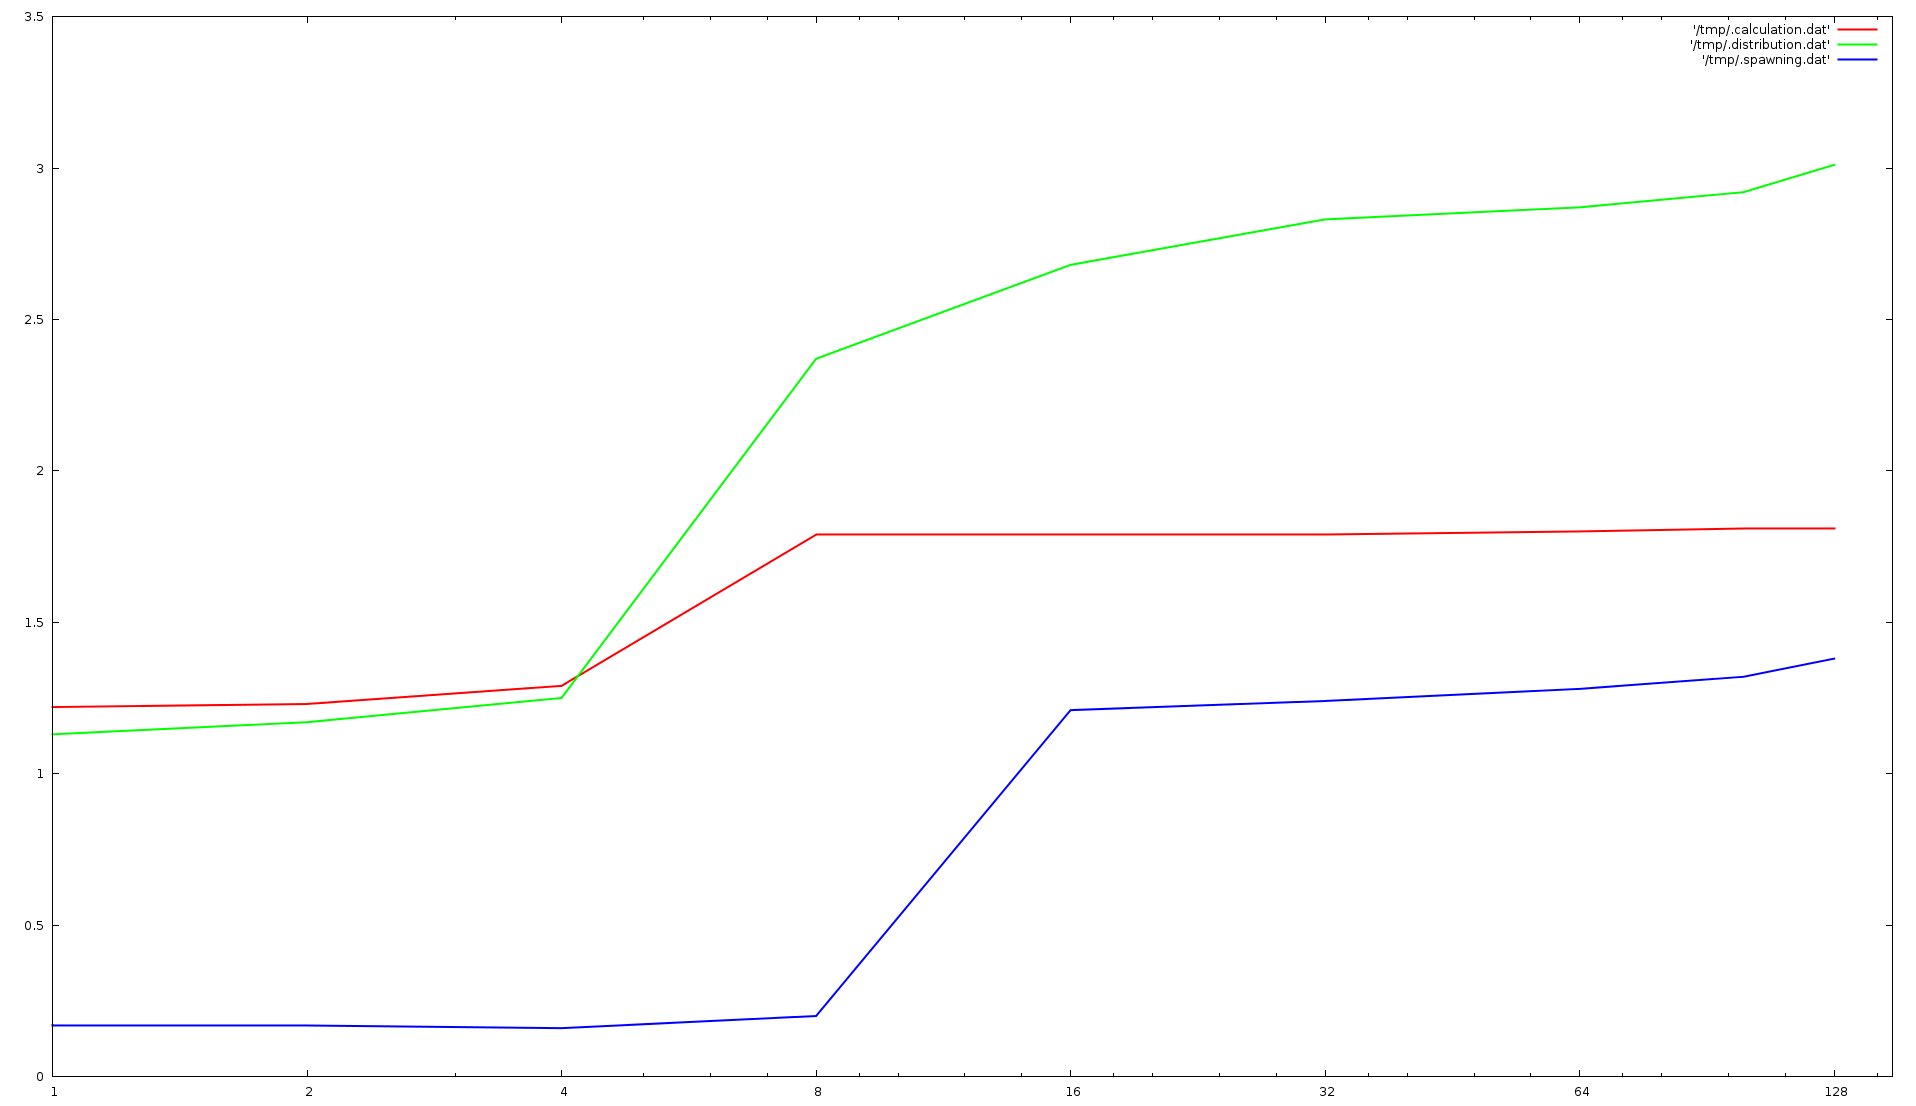 3.5
'/tmp/.calculation.dat'
'/tmp/.distribution.dat'
'/tmp/.spawning.dat'
3
2.5
2
1.5
1
0.5
0
1 2 4 8 16 32 64 128